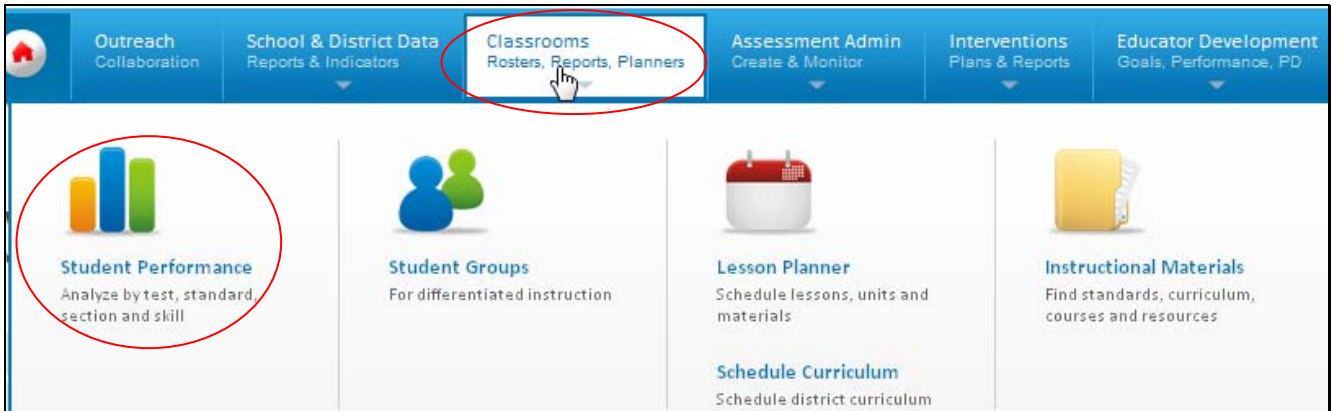 Outreach
Collaboration
School & District Data
Reports & Indicators
Classrooms
Rosters, Reports, Planners
Assessment Admin
Create & Monitor
Interventions
Plans & Reports
Educator Development
Goals, Performance, PD
Student Performance
Analyze by test, standard,
section and skill
Student Groups
For differentiated instruction
Lesson Planner
Schedule lessons, units and
materials
Schedule Curriculum
Schedule district curriculum
Instructional Materials
Find standards, curriculum,
courses and resources